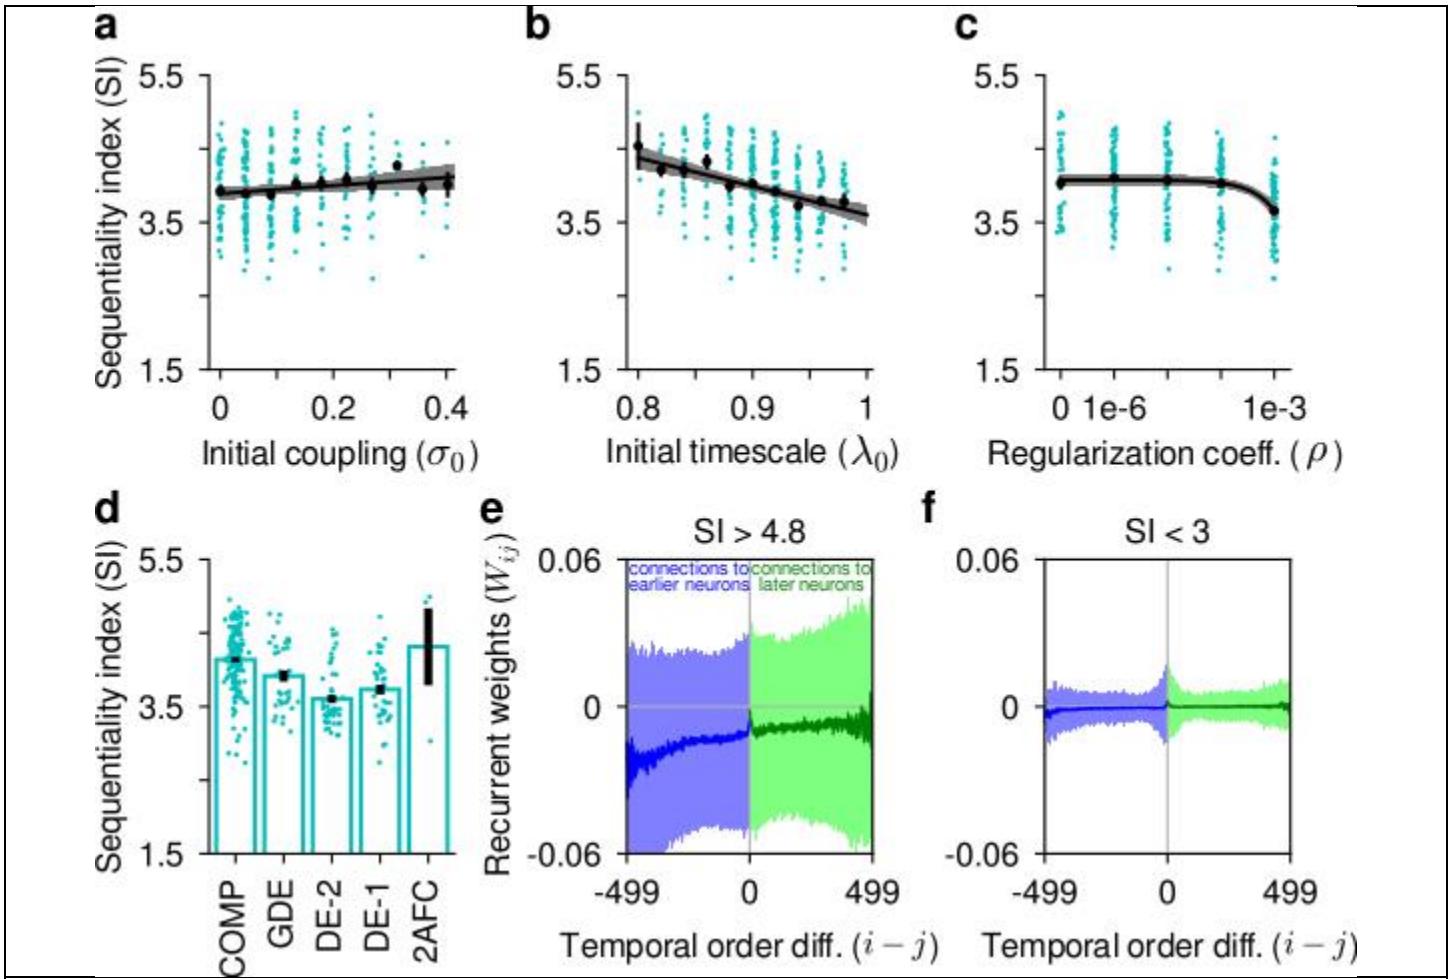 a
Sequentiality index (SI)
5.5
3.5
1.5
0 0.2 0.4
Initial coupling (σ₀)
b
5.5
3.5
1.5
0.8 0.9 1
Initial timescale (λ₀)
c
5.5
3.5
1.5
0 1e-6 1e-3
Regularization coeff. (ρ)
d
Sequentiality index (SI)
5.5
3.5
1.5
COMP
GDE
DE-2
DE-1
2AFC
e
SI > 4.8
Recurrent weights (Wᵢⱼ)
0.06
0
-0.06
connections to
earlier neurons
connections to
later neurons
-499 0 499
Temporal order diff. (i − j)
f
SI < 3
0.06
0
-0.06
-499 0 499
Temporal order diff. (i − j)